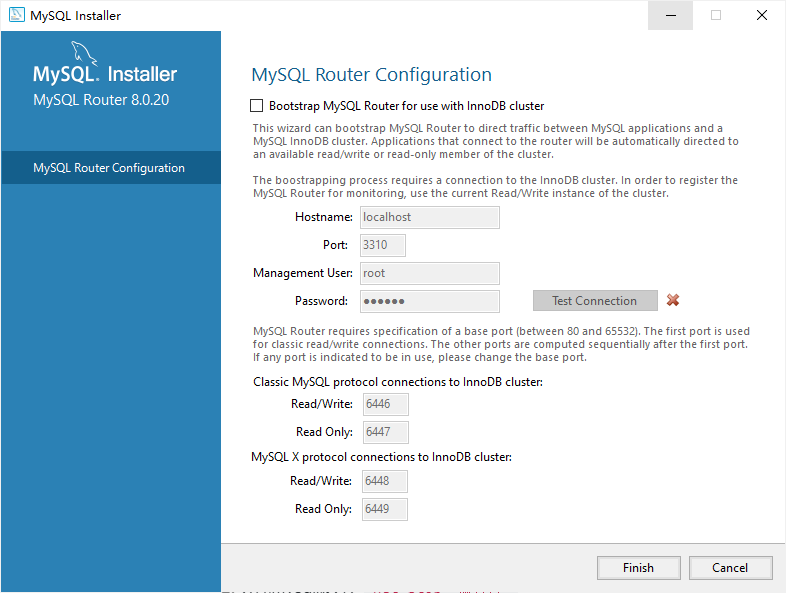 MySQL Installer
MySQL. Installer
MySQL Router 8.0.20
MySQL Router Configuration
MySQL Router Configuration
Bootstrap MySQL Router for use with InnoDB cluster
This wizard can bootstrap MySQL Router to direct traffic between MySQL applications and a
MySQL InnoDB cluster. Applications that connect to the router will be automatically directed to
an available read/write or read-only member of the cluster.
The boostrapping process requires a connection to the InnoDB cluster. In order to register the
MySQL Router for monitoring, use the current Read/Write instance of the cluster.
Hostname: localhost
Port: 3310
Management User: root
Password: ●●●●●●
Test Connection
MySQL Router requires specification of a base port (between 80 and 65532). The first port is used
for classic read/write connections. The other ports are computed sequentially after the first port.
If any port is indicated to be in use, please change the base port.
Classic MySQL protocol connections to InnoDB cluster:
Read/Write: 6446
Read Only: 6447
MySQL X protocol connections to InnoDB cluster:
Read/Write: 6448
Read Only: 6449
Finish
Cancel